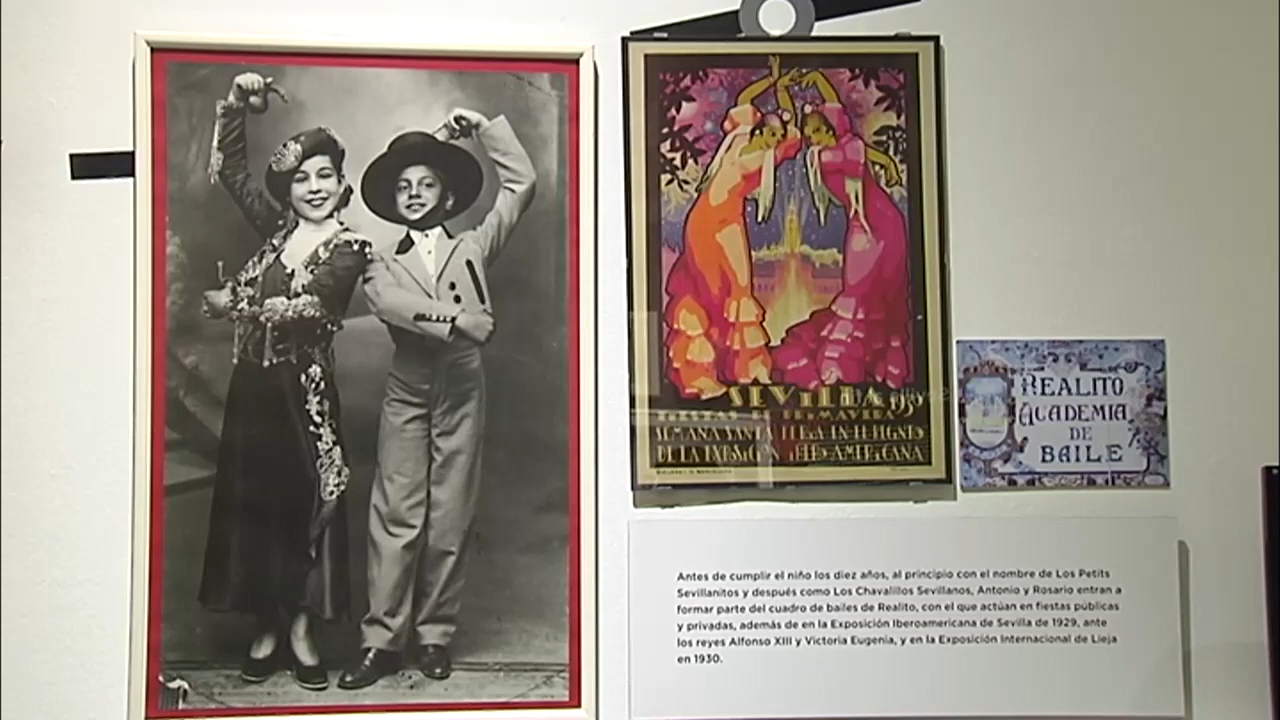 SEVILLA 
FIESTAS DE PRIMAVERA
SEMANA SANTA
DE LA EXPOSICION IBERO AMERICANA
REALITO
ACADEMIA
DE
BAILE
Antes de cumplir el niño los diez años, al principio con el nombre de Los Petits
Sevillanitos y después como Los Chavalillos Sevillanos, Antonio y Rosario entran a
formar parte del cuadro de bailes de Realito, con el que actúan en fiestas públicas
y privadas, además de en la Exposición Iberoamericana de Sevilla de 1929, ante
los reyes Alfonso XIII y Victoria Eugenia, y en la Exposición Internacional de Lieja
en 1930.